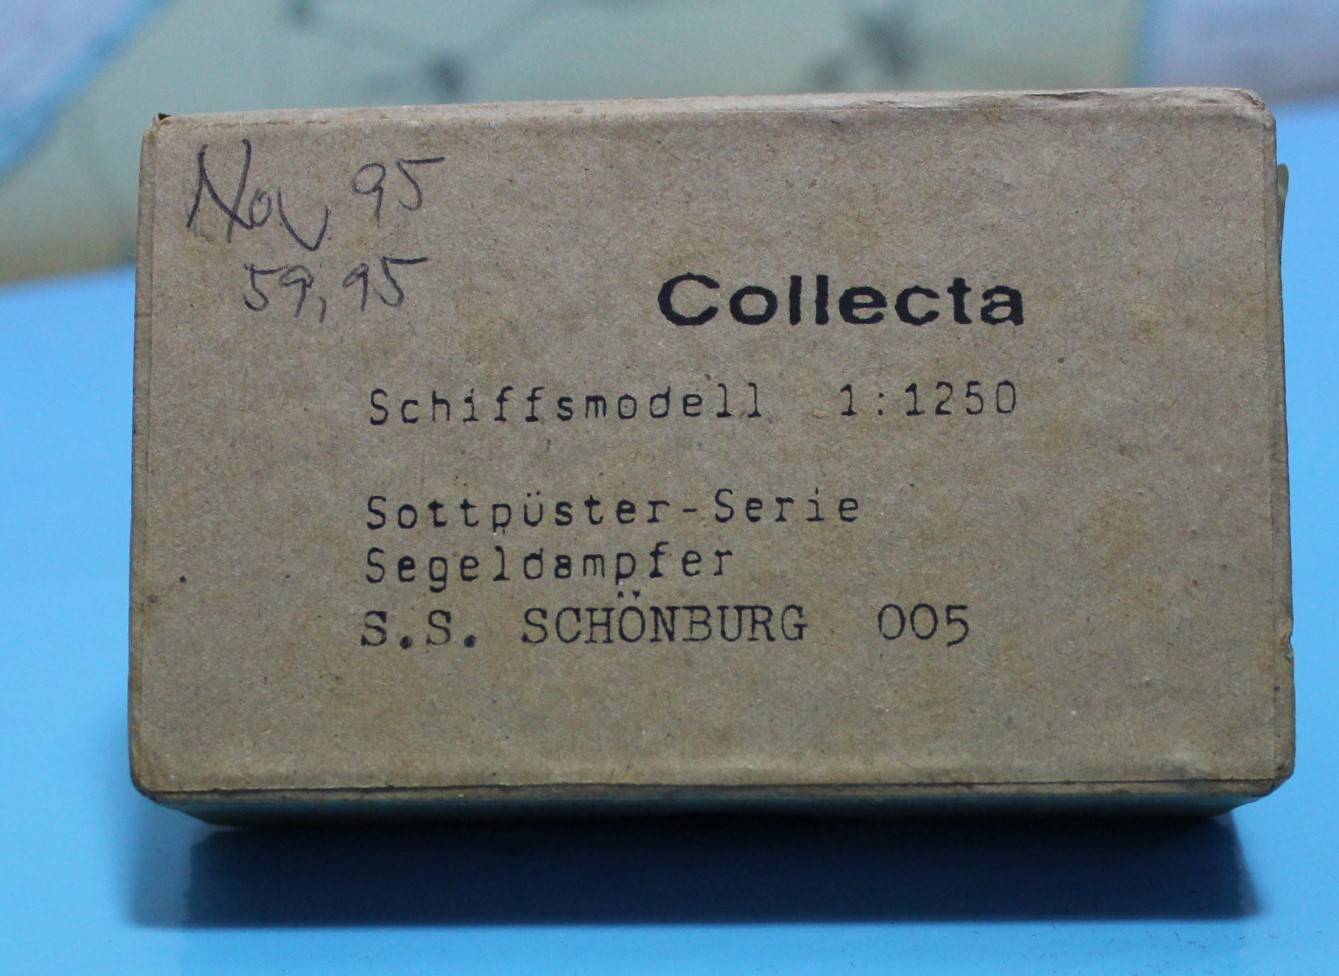 Nov 95
59,95
Collecta
Schiffsmodell 1:1250
Sottpüster-Serie
Segeldampfer
S.S. SCHÖNBURG 005